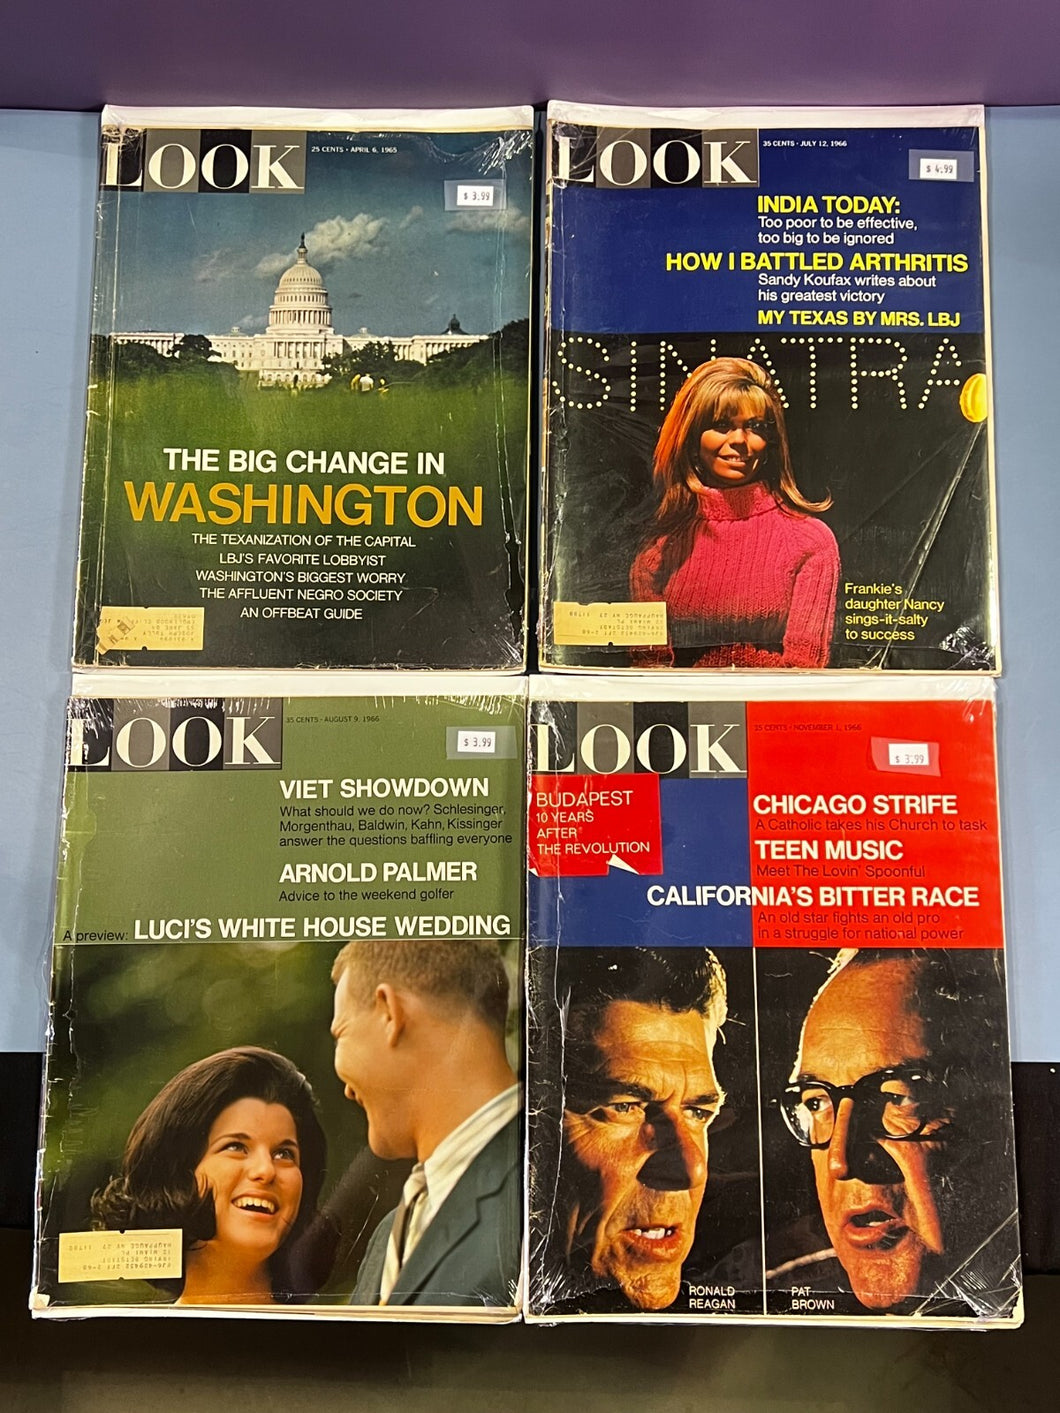 LOOK
25 CENTS · APRIL 6, 1965
$ 3.99
THE BIG CHANGE IN
WASHINGTON
THE TEXANIZATION OF THE CAPITAL
LBJ'S FAVORITE LOBBYIST
WASHINGTON'S BIGGEST WORRY
THE AFFLUENT NEGRO SOCIETY
AN OFFBEAT GUIDE
LOOK
35 CENTS · JULY 12, 1966
$ 4.99
INDIA TODAY:
Too poor to be effective,
too big to be ignored
HOW I BATTLED ARTHRITIS
Sandy Koufax writes about
his greatest victory
MY TEXAS BY MRS. LBJ
SINATRA
Frankie's
daughter Nancy
sings-it-salty
to success
LOOK
35 CENTS · AUGUST 9, 1966
$ 3.99
VIET SHOWDOWN
What should we do now? Schlesinger,
Morgenthau, Baldwin, Kahn, Kissinger
answer the questions baffling everyone
ARNOLD PALMER
Advice to the weekend golfer
A preview: LUCI'S WHITE HOUSE WEDDING
LOOK
35 CENTS · NOVEMBER 1, 1966
$ 3.99
BUDAPEST
10 YEARS
AFTER
THE REVOLUTION
CHICAGO STRIFE
A Catholic takes his Church to task
TEEN MUSIC
Meet The Lovin' Spoonful
CALIFORNIA'S BITTER RACE
An old star fights an old pro
in a struggle for national power
RONALD
REAGAN
PAT
BROWN